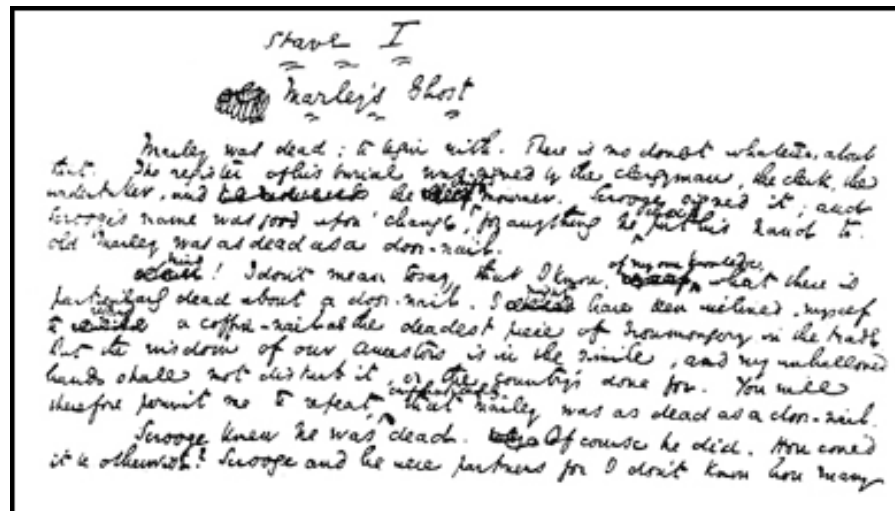 Stave I
Marley's Ghost
Marley was dead; to begin with. There is no doubt whatever, about
that. The register of his burial was signed by the clergyman, the clerk, the
undertaker, and the chief mourner. Scrooge signed it; and
Scrooge's name was good upon 'change, for anything he chose to put his hand to.
old Marley was as dead as a door-nail.
Mind! I don't mean to say that I know, of my own knowledge, what there is
particularly dead about a door-nail. I might have been inclined, myself
to regard a coffin-nail as the deadest piece of ironmongery in the trade.
But the wisdom of our ancestors is in the simile; and my unhallowed
hands shall not disturb it, or the country's done for. You will
therefore permit me to repeat, emphatically, that Marley was as dead as a door-nail.
Scrooge knew he was dead. Of course he did. How could
it be otherwise? Scrooge and he were partners for I don't know how many